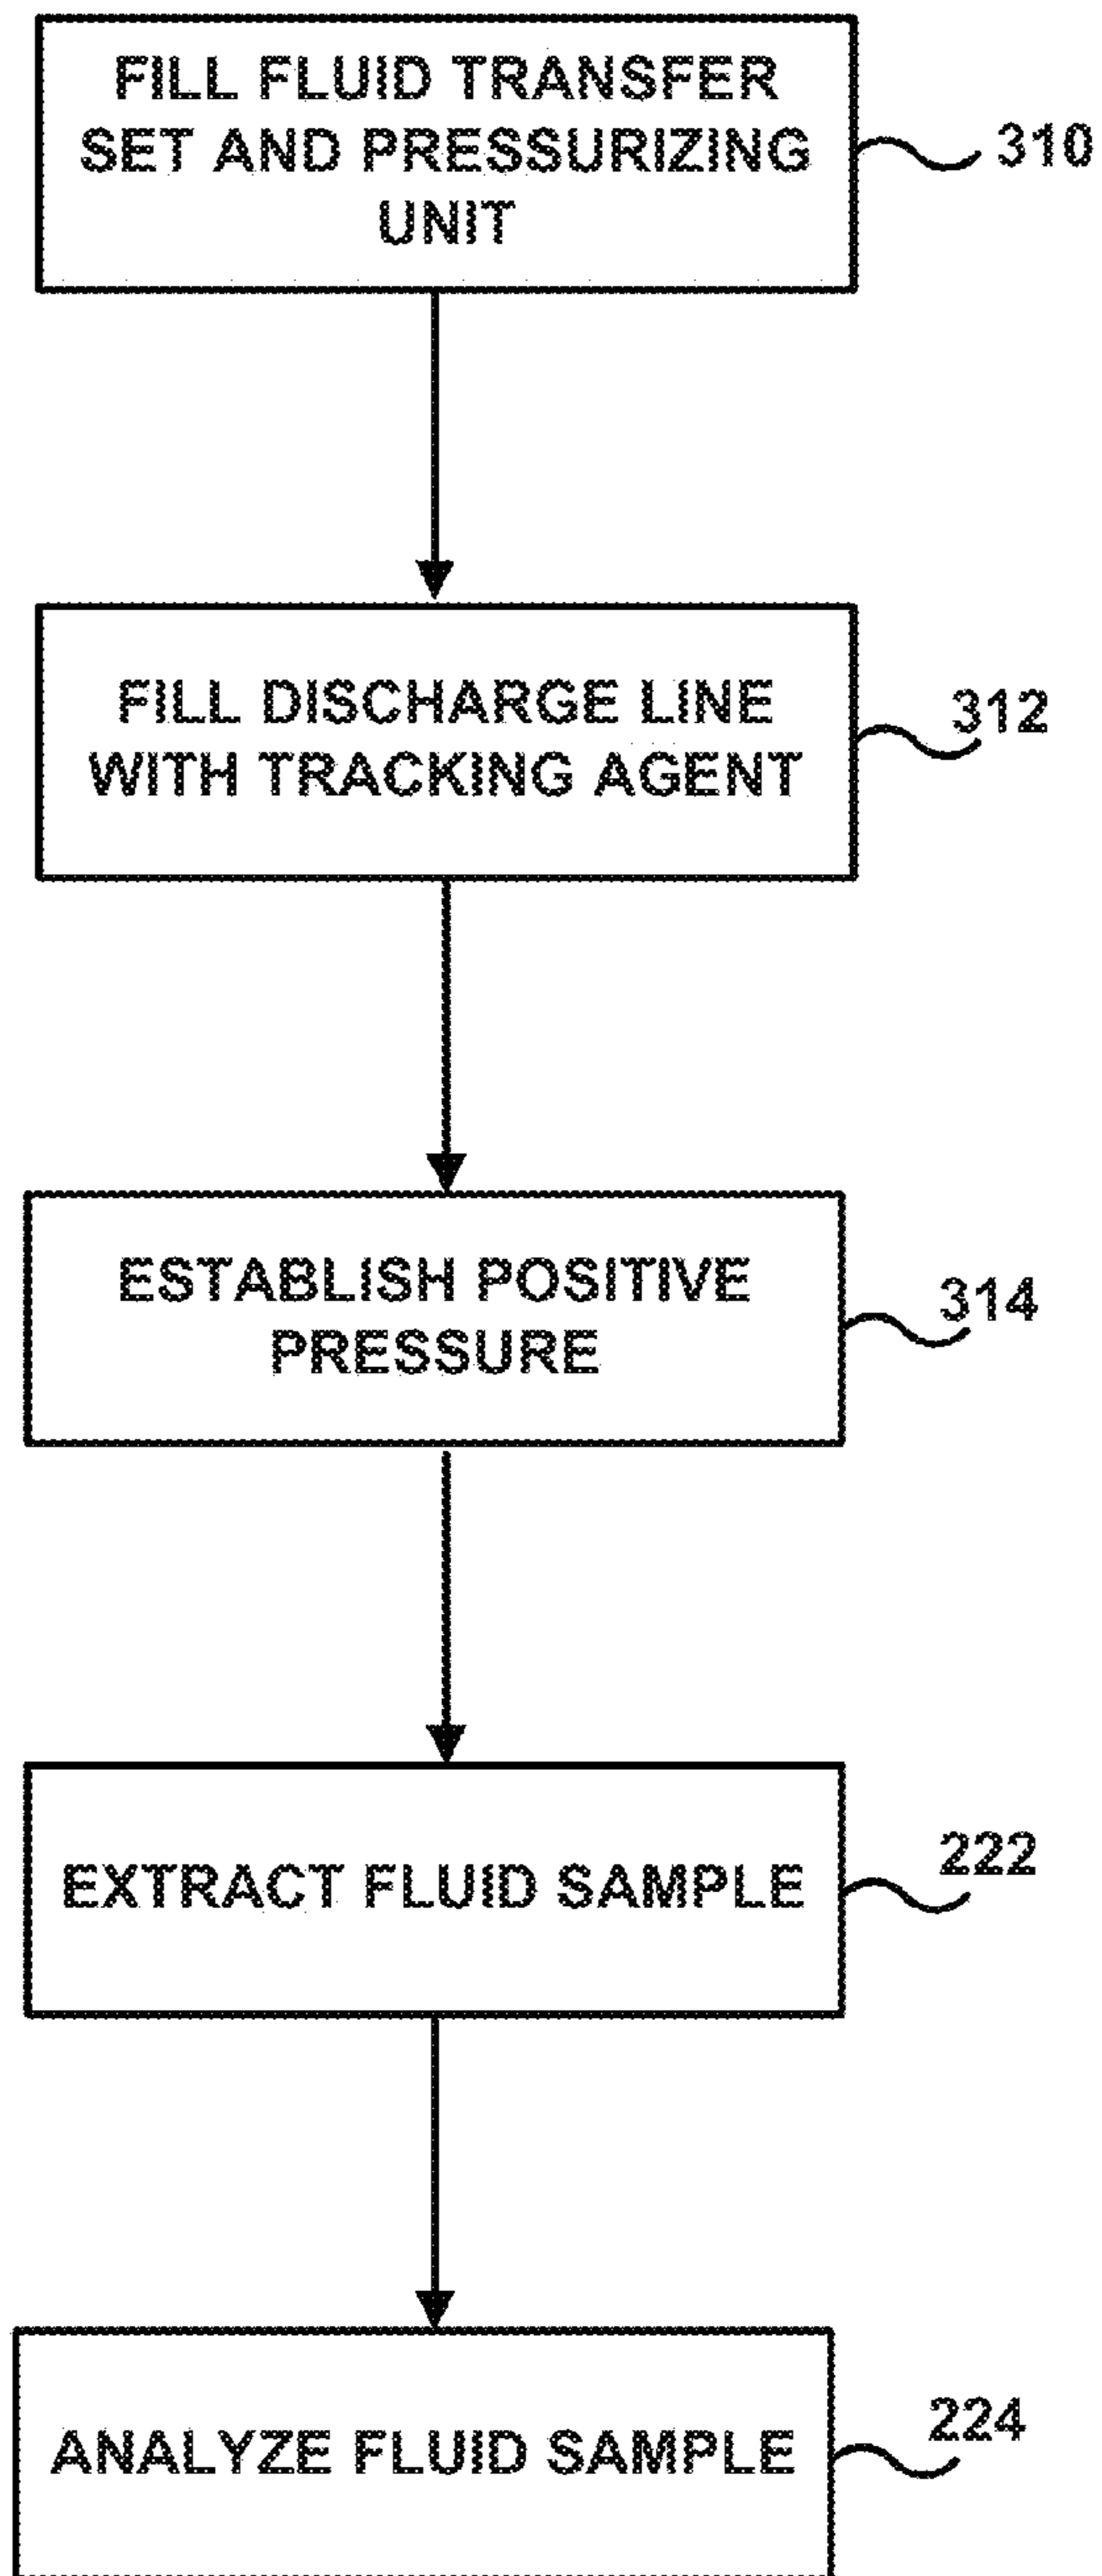 FILL FLUID TRANSFER
SET AND PRESSURIZING
UNIT
310
FILL DISCHARGE LINE
WITH TRACKING AGENT
312
ESTABLISH POSITIVE
PRESSURE
314
EXTRACT FLUID SAMPLE
222
ANALYZE FLUID SAMPLE
224